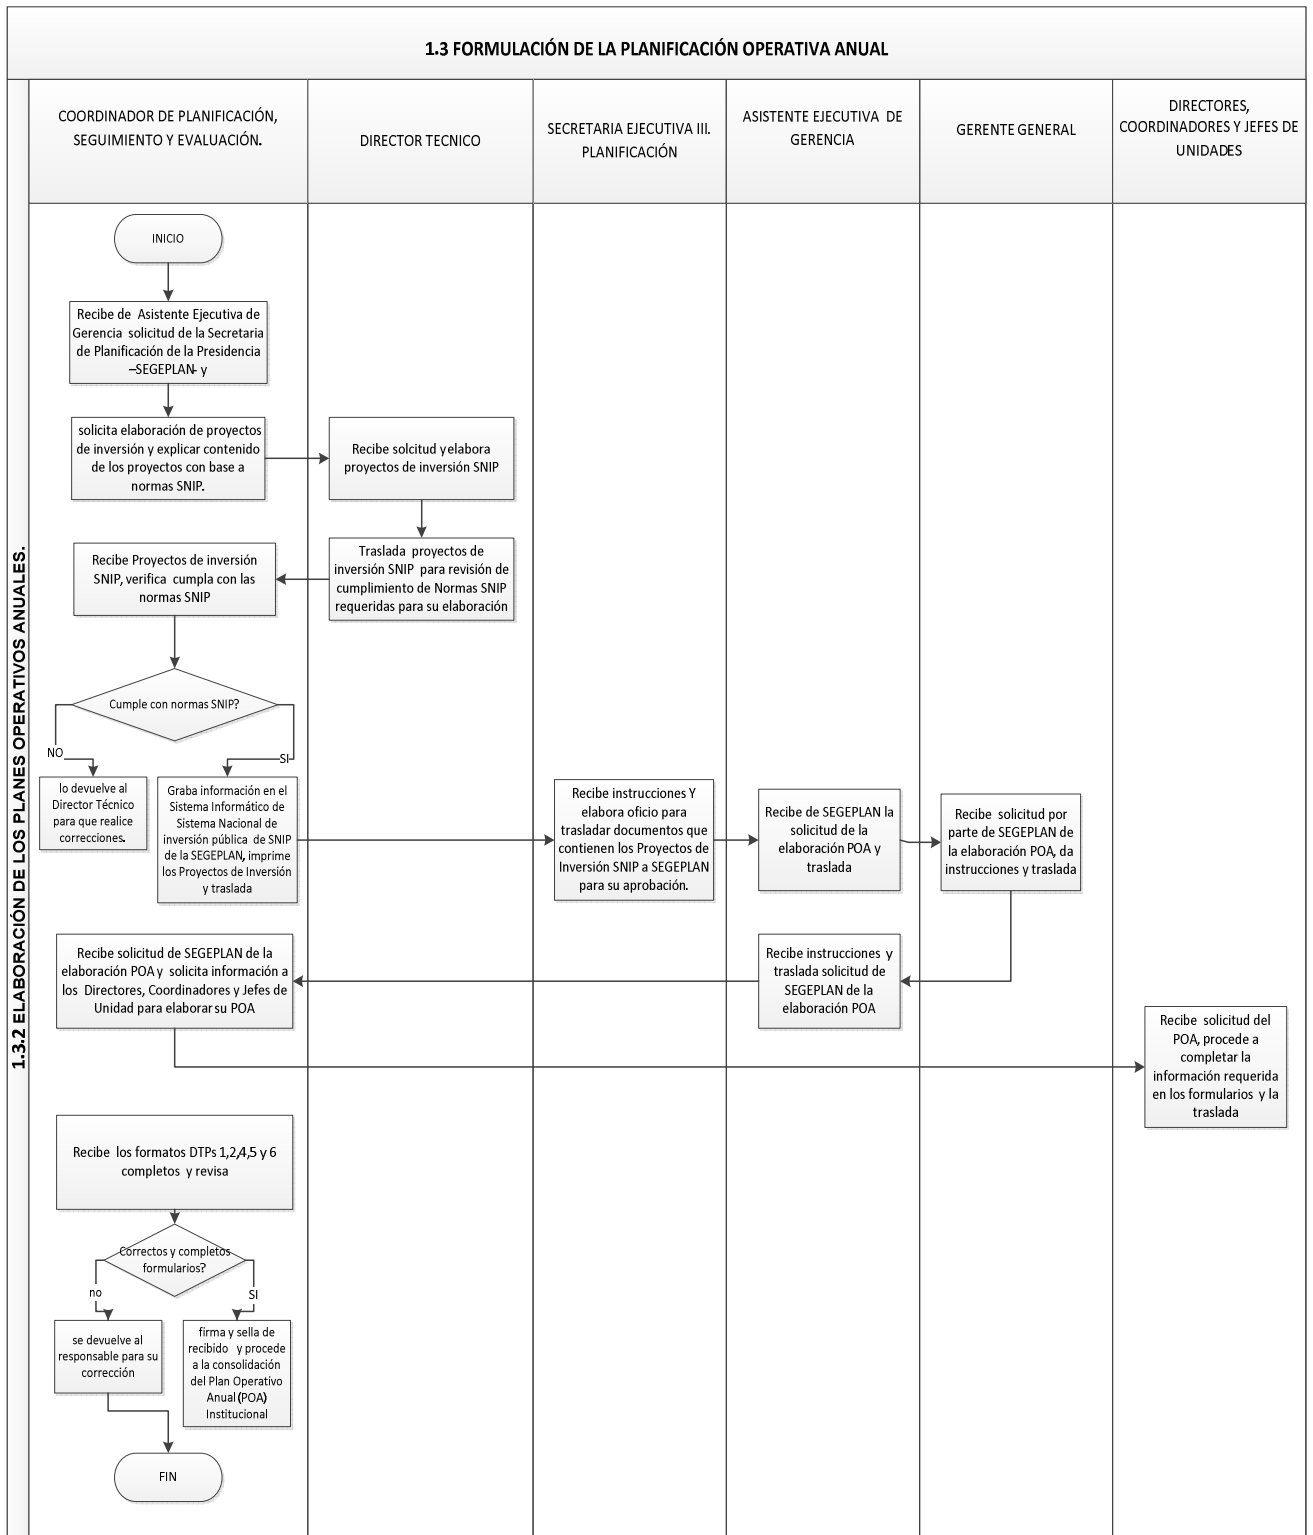 1.3 FORMULACIÓN DE LA PLANIFICACIÓN OPERATIVA ANUAL
1.3.2 ELABORACIÓN DE LOS PLANES OPERATIVOS ANUALES.
COORDINADOR DE PLANIFICACIÓN,
SEGUIMIENTO Y EVALUACIÓN.
DIRECTOR TECNICO
SECRETARIA EJECUTIVA III.
PLANIFICACIÓN
ASISTENTE EJECUTIVA DE
GERENCIA
GERENTE GENERAL
DIRECTORES,
COORDINADORES Y JEFES DE
UNIDADES
INICIO
Recibe de Asistente Ejecutiva de
Gerencia solicitud de la Secretaria
de Planificación de la Presidencia
–SEGEPLAN- y
solicita elaboración de proyectos
de inversión y explicar contenido
de los proyectos con base a
normas SNIP.
Recibe solcitud y elabora
proyectos de inversión SNIP
Traslada proyectos de
inversión SNIP para revisión de
cumplimiento de Normas SNIP
requeridas para su elaboración
Recibe Proyectos de inversión
SNIP, verifica cumpla con las
normas SNIP
Cumple con normas SNIP?
NO
SI
lo devuelve al
Director Técnico
para que realice
correcciones.
Graba información en el
Sistema Informático de
Sistema Nacional de
inversión pública de SNIP
de la SEGEPLAN, imprime
los Proyectos de Inversión
y traslada
Recibe instrucciones Y
elabora oficio para
trasladar documentos que
contienen los Proyectos de
Inversión SNIP a SEGEPLAN
para su aprobación.
Recibe de SEGEPLAN la
solicitud de la
elaboración POA y
traslada
Recibe solicitud por
parte de SEGEPLAN de
la elaboración POA, da
instrucciones y traslada
Recibe instrucciones y
traslada solicitud de
SEGEPLAN de la
elaboración POA
Recibe solicitud de SEGEPLAN de la
elaboración POA y solicita información a
los Directores, Coordinadores y Jefes de
Unidad para elaborar su POA
Recibe solicitud del
POA, procede a
completar la
información requerida
en los formularios y la
traslada
Recibe los formatos DTPs 1,2,4,5 y 6
completos y revisa
Correctos y completos
formularios?
no
SI
se devuelve al
responsable para su
corrección
firma y sella de
recibido y procede
a la consolidación
del Plan Operativo
Anual (POA)
Institucional
FIN